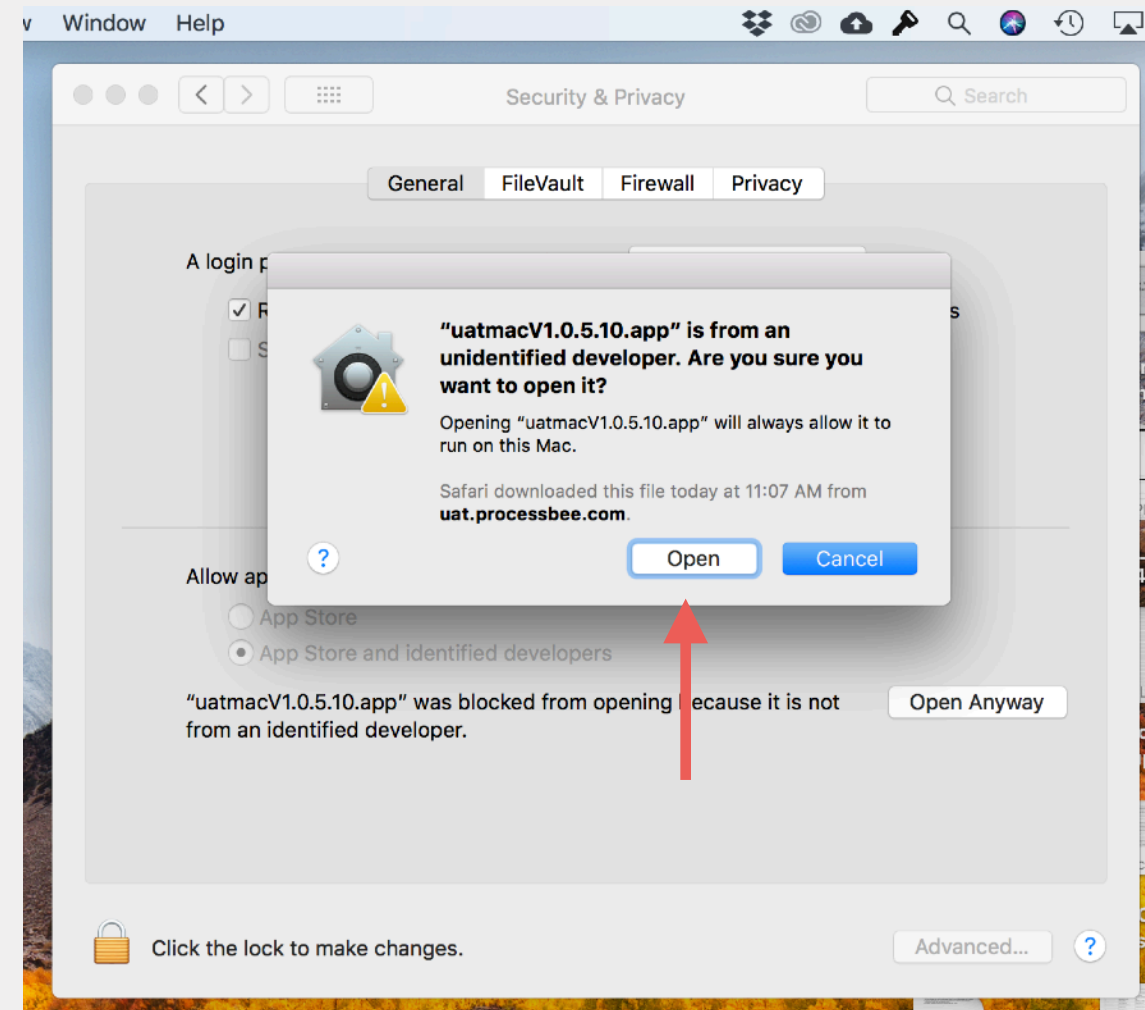 Window Help
Security & Privacy
Search
General FileVault Firewall Privacy
A login
“uatmacV1.0.5.10.app” is from an
unidentified developer. Are you sure you
want to open it?
Opening “uatmacV1.0.5.10.app” will always allow it to
run on this Mac.
Safari downloaded this file today at 11:07 AM from
uat.processbee.com.
? Open Cancel
Allow
App Store
App Store and identified developers
“uatmacV1.0.5.10.app” was blocked from opening because it is not
from an identified developer.
Open Anyway
Click the lock to make changes.
Advanced... ?